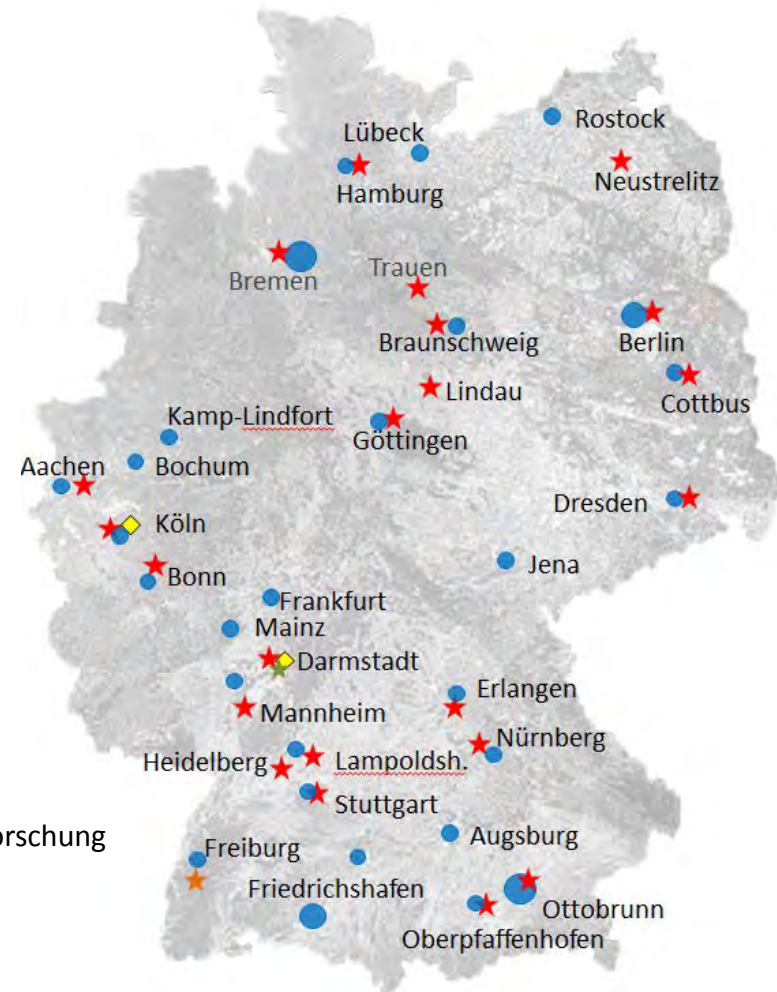 Rostock
Lübeck
Neustrelitz
Hamburg
Trauen
Bremen
Braunschweig
Berlin
Lindau
Cottbus
Kamp-Lindfort
Göttingen
Aachen
Bochum
Dresden
Köln
Jena
Bonn
Frankfurt
Mainz
Darmstadt
Erlangen
Mannheim
Nürnberg
Heidelberg
Lampoldsh.
Stuttgart
Augsburg
orschung
Freiburg
Friedrichshafen
Ottobrunn
Oberpfaffenhofen